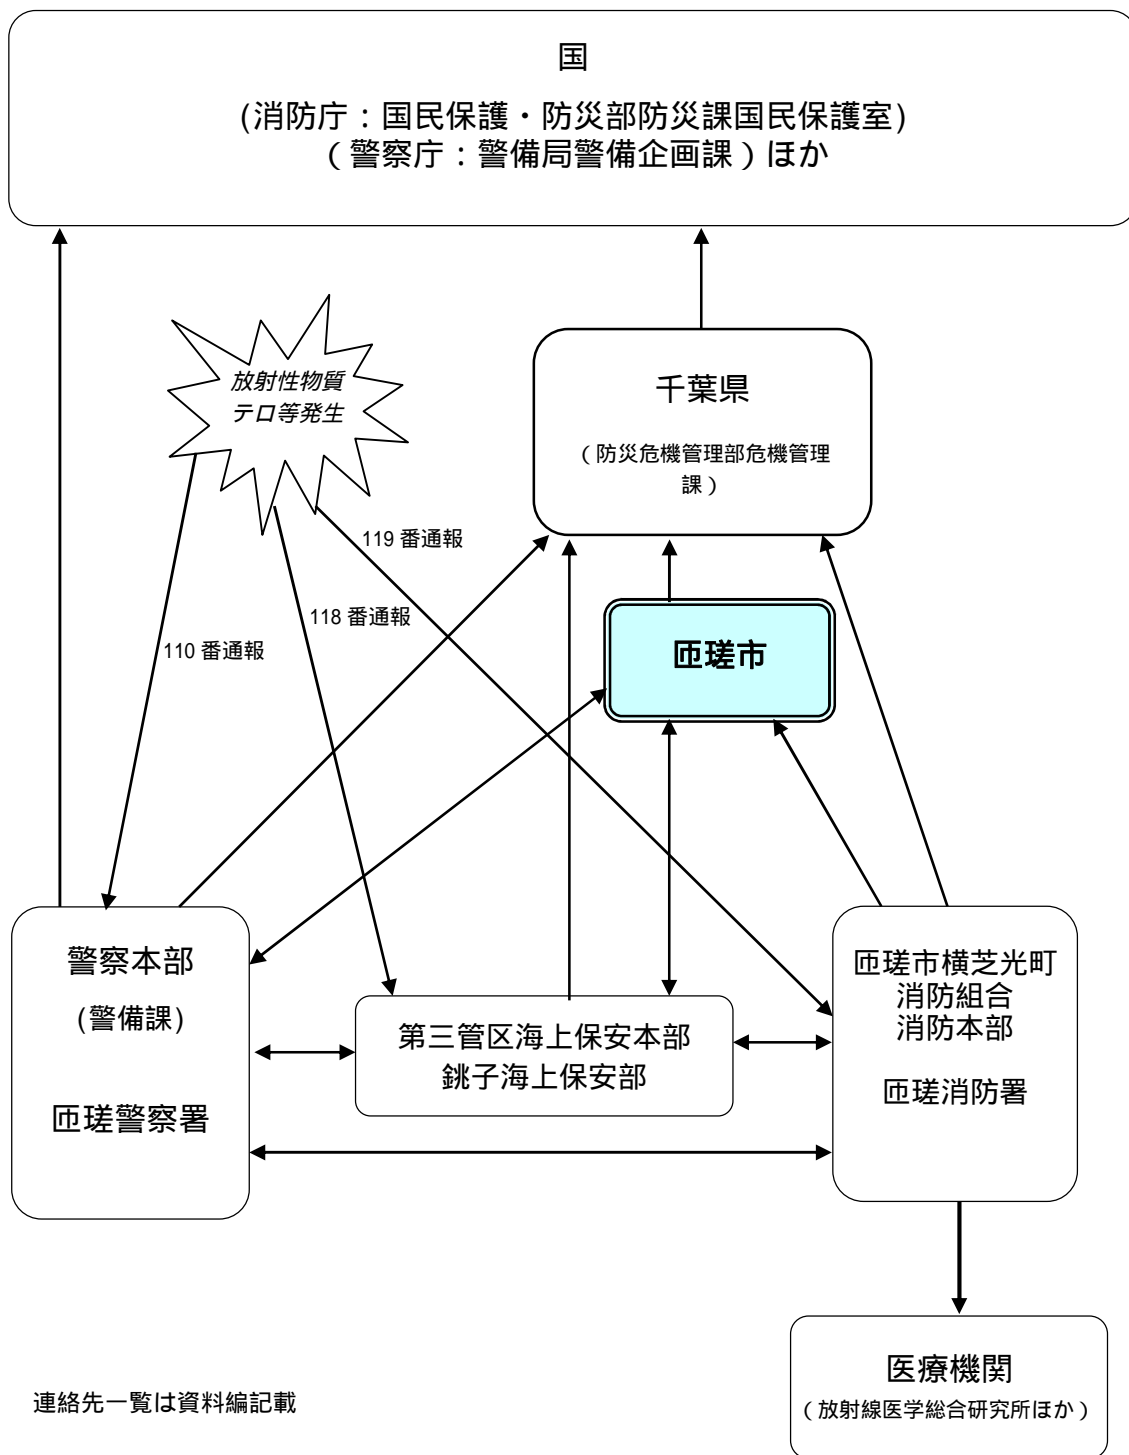 国
(消防庁：国民保護・防災部防災課国民保護室)
（警察庁：警備局警備企画課）ほか
放射性物質
テロ等発生
千葉県
（防災危機管理部危機管理
課）
119 番通報
118 番通報
110 番通報
匝瑳市
警察本部
(警備課)
匝瑳警察署
第三管区海上保安本部
銚子海上保安部
匝瑳市横芝光町
消防組合
消防本部
匝瑳消防署
医療機関
（放射線医学総合研究所ほか）
連絡先一覧は資料編記載